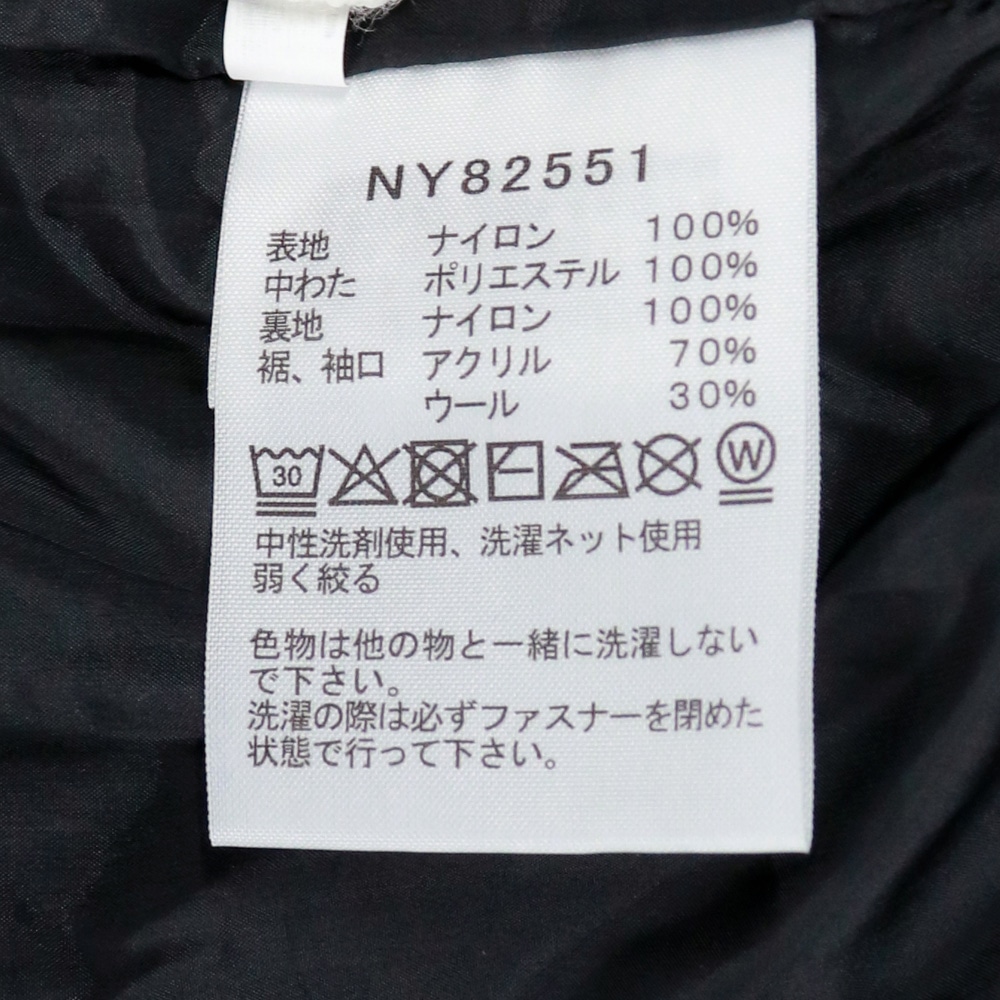 NY82551
表地 ナイロン 100%
中わた ポリエステル 100%
裏地 ナイロン 100%
裾、袖口 アクリル 70%
ウール 30%
30 W
中性洗剤使用、洗濯ネット使用
弱く絞る
色物は他の物と一緒に洗濯しない
で下さい。
洗濯の際は必ずファスナーを閉めた
状態で行って下さい。